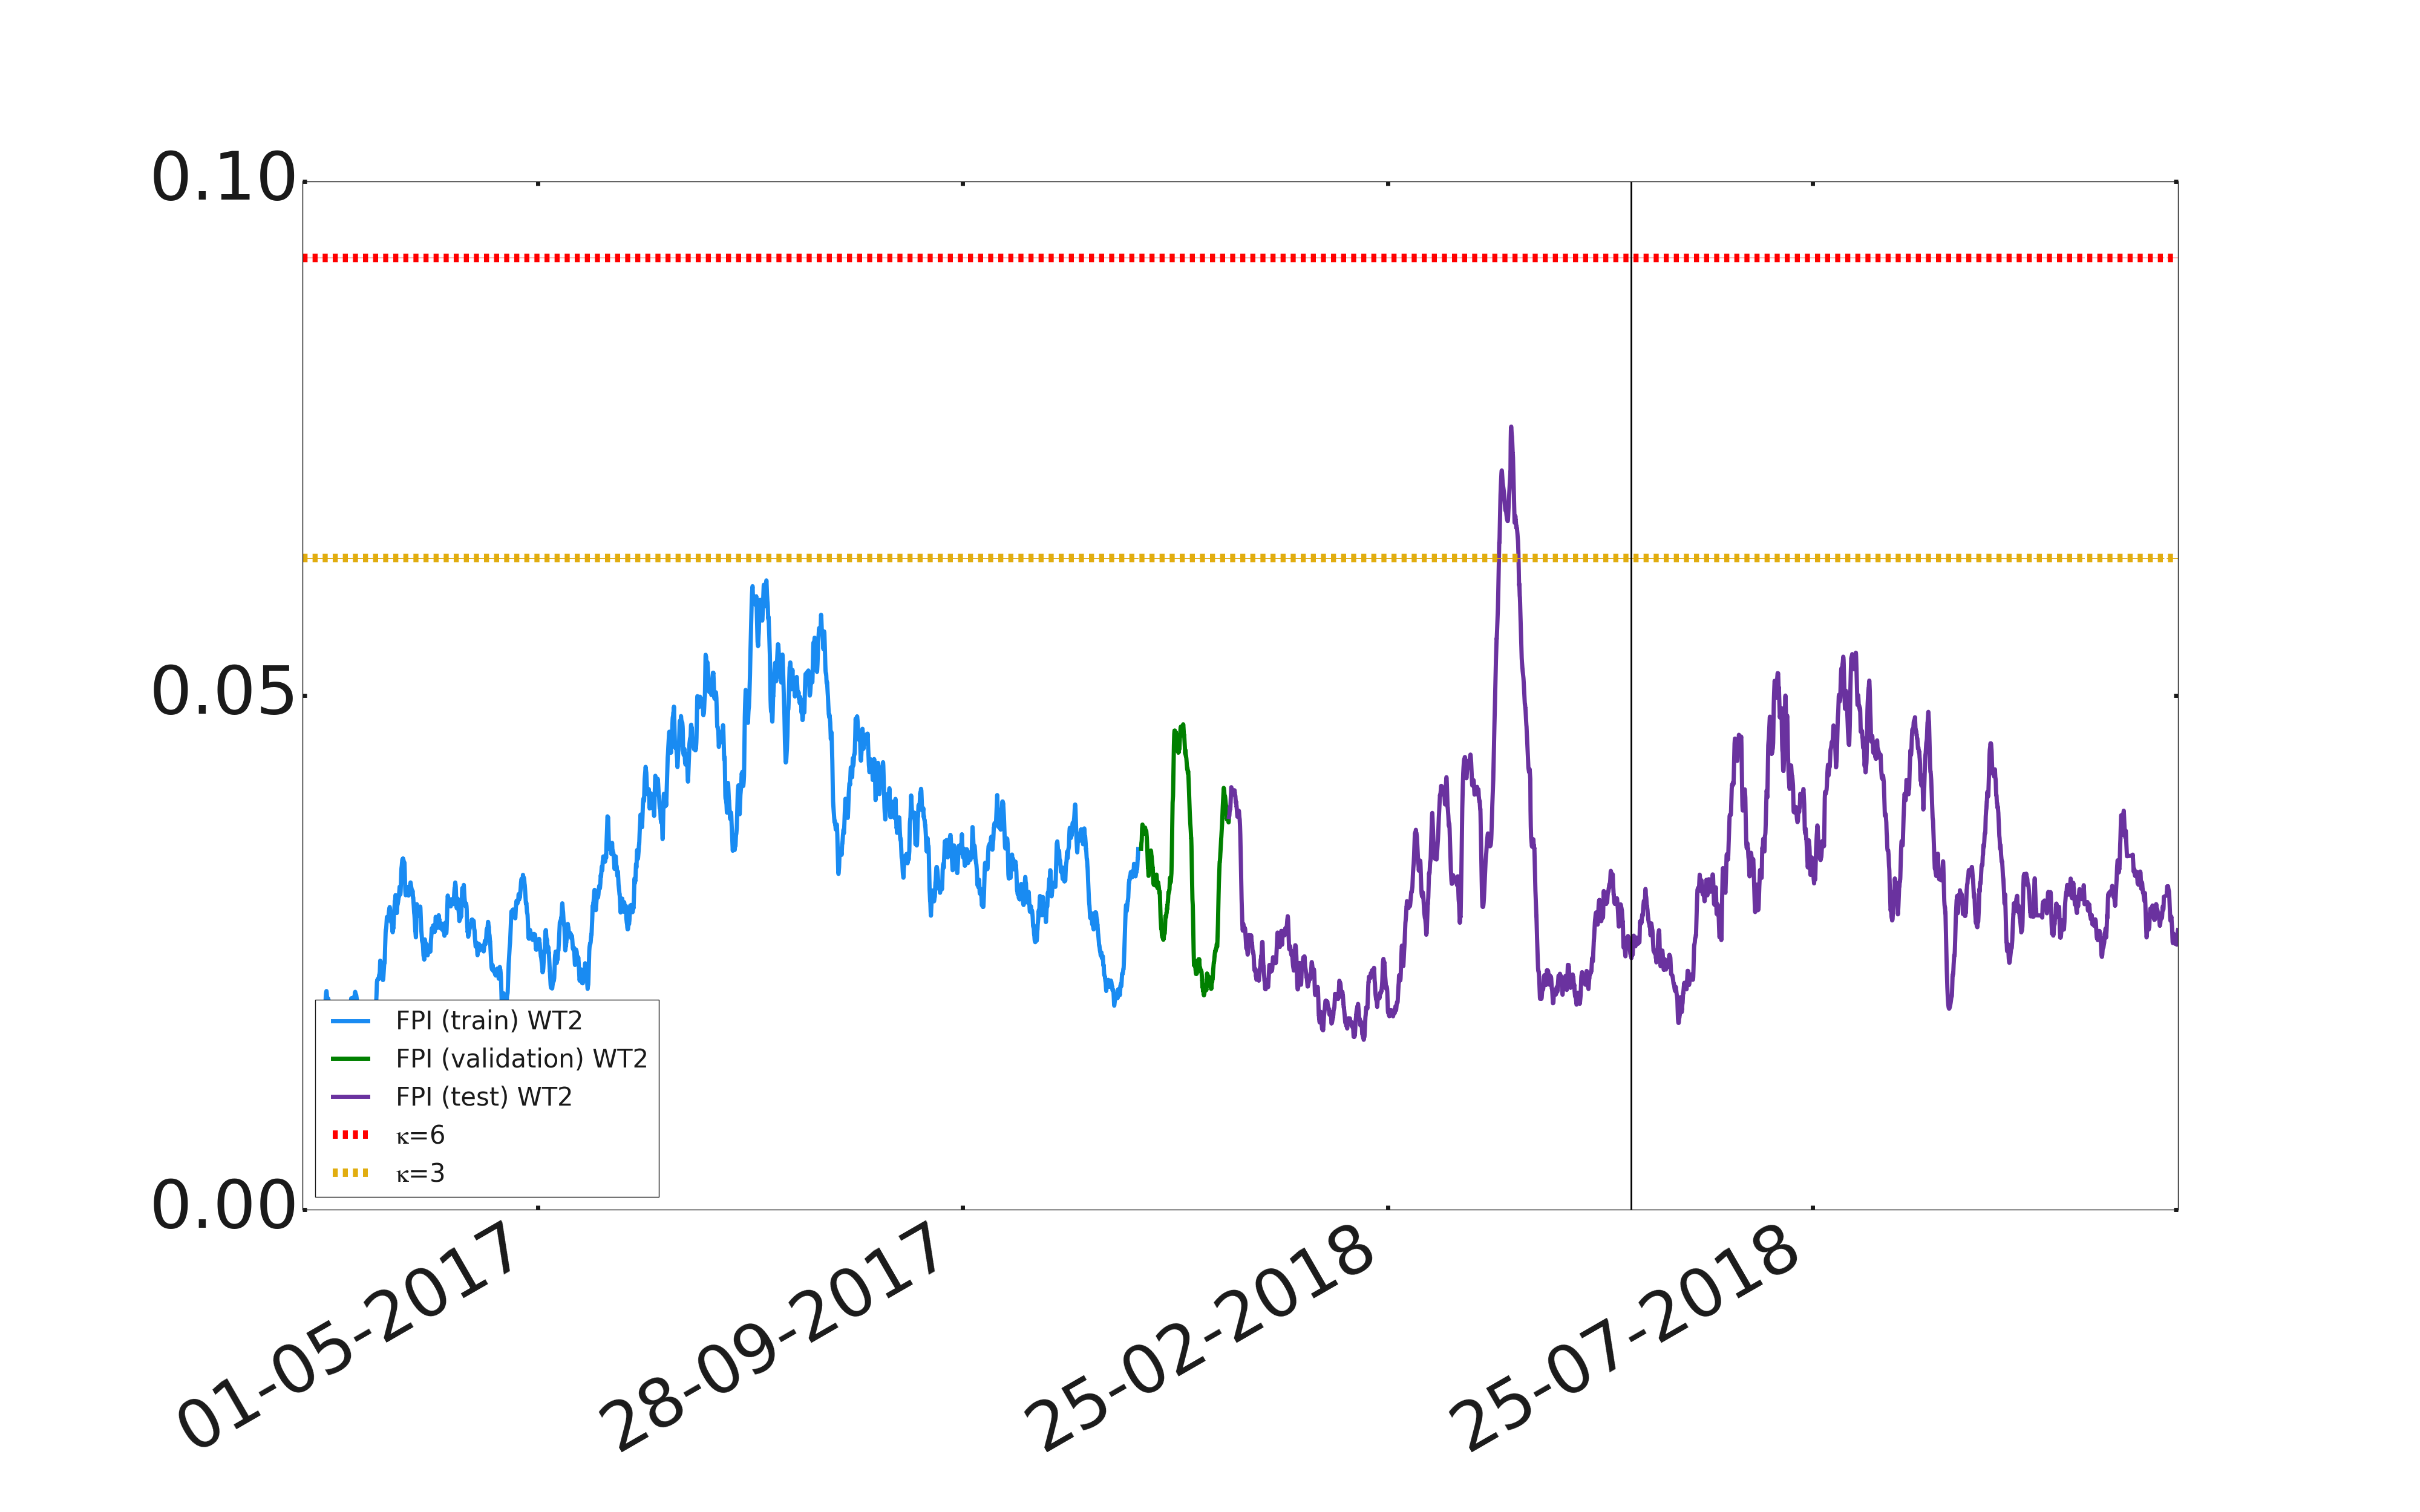 0.10
0.05
0.00
FPI (train) WT2
FPI (validation) WT2
FPI (test) WT2
κ=6
κ=3
01-05-2017
28-09-2017
25-02-2018
25-07-2018